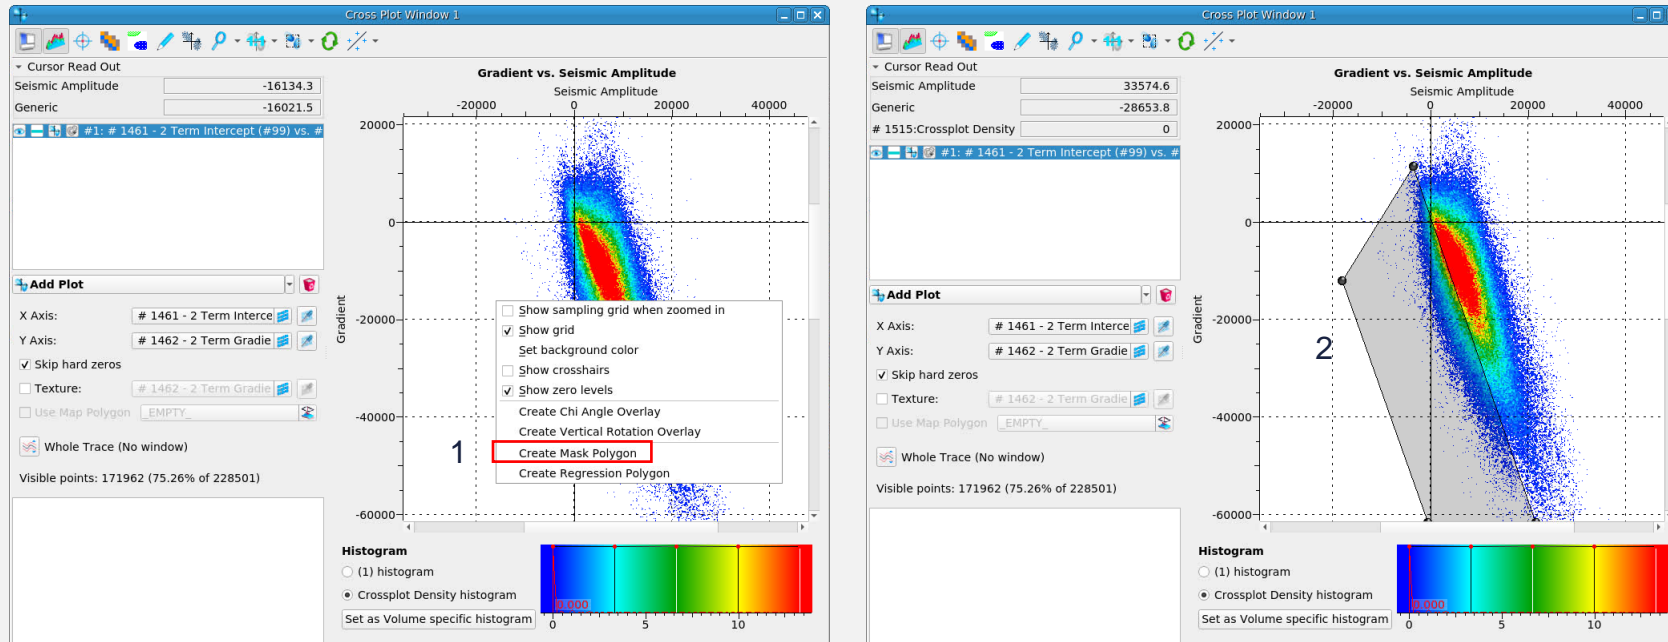 Cross Plot Window 1
Cursor Read Out
Seismic Amplitude -16134.3
Generic -16021.5
#1: # 1461 - 2 Term Intercept (#99) vs. #
Add Plot
X Axis: # 1461 - 2 Term Interce
Y Axis: # 1462 - 2 Term Gradie
Skip hard zeros
Texture: # 1462 - 2 Term Gradie
Use Map Polygon _EMPTY_
Whole Trace (No window)
Visible points: 171962 (75.26% of 228501)
Gradient vs. Seismic Amplitude
Seismic Amplitude
-20000 0 20000 40000
20000
0
-20000
-40000
-60000
Gradient
Show sampling grid when zoomed in
Show grid
Set background color
Show crosshairs
Show zero levels
Create Chi Angle Overlay
Create Vertical Rotation Overlay
1
Create Mask Polygon
Create Regression Polygon
Histogram
(1) histogram
Crossplot Density histogram
Set as Volume specific histogram
0.000
0 5 10
Cross Plot Window 1
Cursor Read Out
Seismic Amplitude 33574.6
Generic -28653.8
# 1515:Crossplot Density 0
#1: # 1461 - 2 Term Intercept (#99) vs. #
Add Plot
X Axis: # 1461 - 2 Term Interce
Y Axis: # 1462 - 2 Term Gradie
Skip hard zeros
Texture: # 1462 - 2 Term Gradie
Use Map Polygon _EMPTY_
Whole Trace (No window)
Visible points: 171962 (75.26% of 228501)
Gradient vs. Seismic Amplitude
Seismic Amplitude
-20000 0 20000 40000
20000
0
-20000
-40000
-60000
Gradient
2
Histogram
(1) histogram
Crossplot Density histogram
Set as Volume specific histogram
0.000
0 5 10